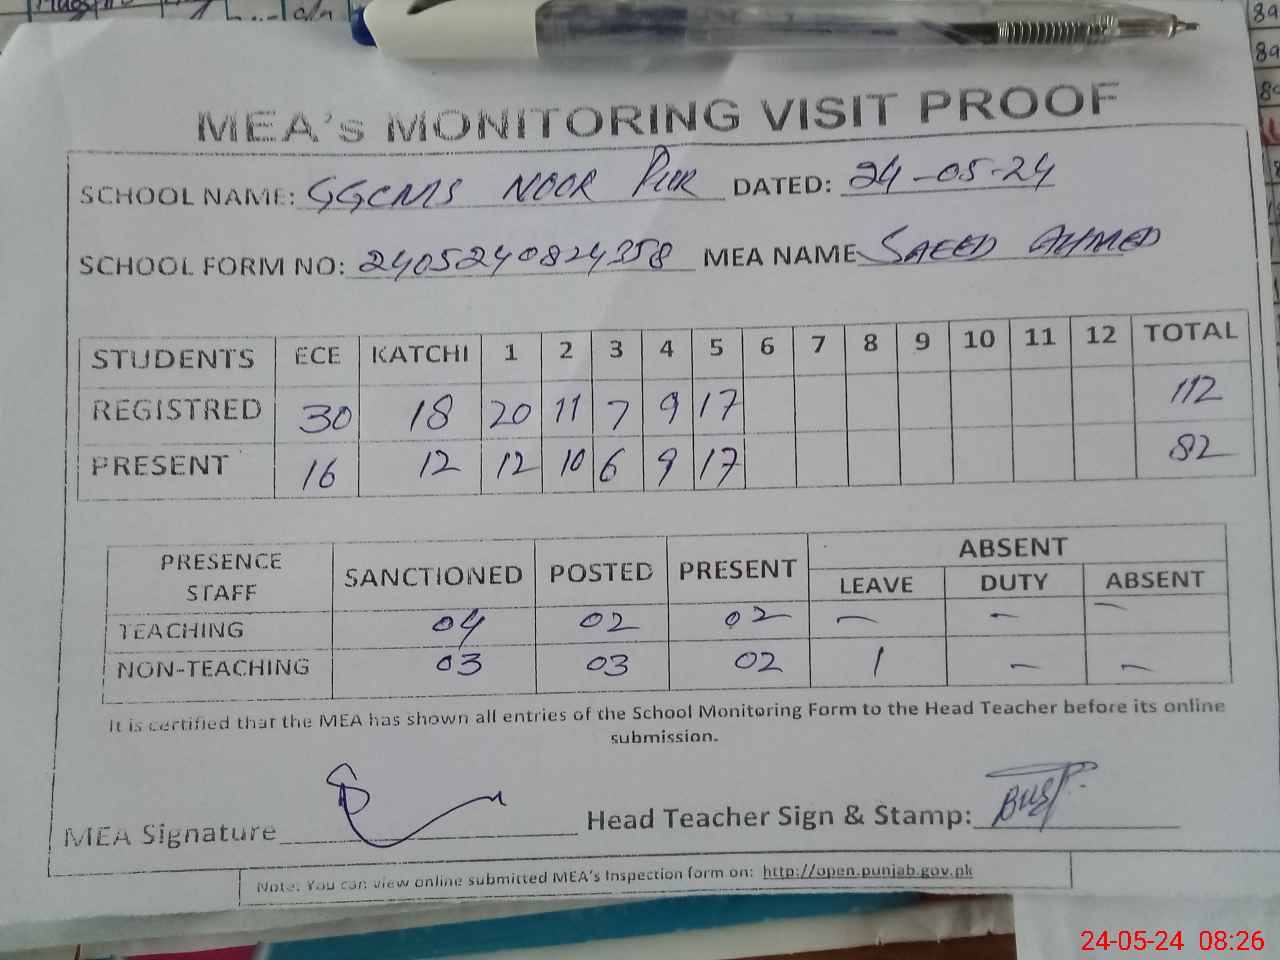 MEA's MONITORING VISIT PROOF
SCHOOL NAME: GGCMS NOOR PUR DATED: 24-05-24
SCHOOL FORM NO: 2405240824358 MEA NAME SAEED AHMED
STUDENTS ECE KATCHI 1 2 3 4 5 6 7 8 9 10 11 12 TOTAL
REGISTRED 30 18 20 11 7 9 17 112
PRESENT 16 12 12 10 6 9 17 82
PRESENCE STAFF SANCTIONED POSTED PRESENT ABSENT
LEAVE DUTY ABSENT
TEACHING 04 02 02 — — —
NON-TEACHING 03 03 02 1 — —
It is certified that the MEA has shown all entries of the School Monitoring Form to the Head Teacher before its online
submission.
MEA Signature Head Teacher Sign & Stamp:
Note: You can view online submitted MEA's Inspection form on: http://open.punjab.gov.pk
24-05-24 08:26